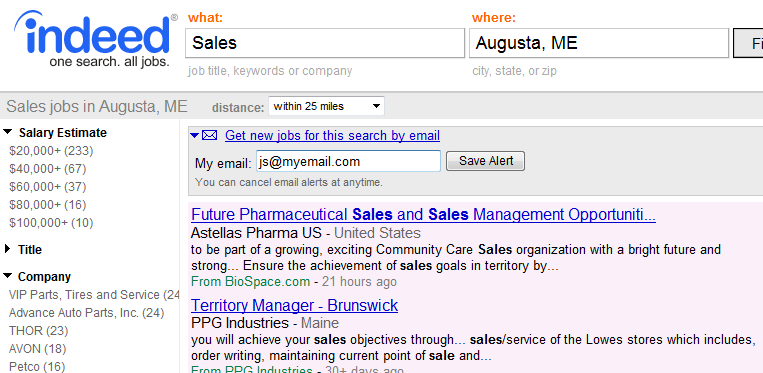 what:
where:
indeed®
Sales
Augusta, ME
one search. all jobs.
job title, keywords or company
city, state, or zip
Sales jobs in Augusta, ME
distance:
within 25 miles
Salary Estimate
$20,000+ (233)
$40,000+ (67)
$60,000+ (37)
$80,000+ (16)
$100,000+ (10)
Title
Company
VIP Parts, Tires and Service (24
Advance Auto Parts, Inc. (24)
THOR (23)
AVON (18)
Petco (16)
Get new jobs for this search by email
My email: js@myemail.com
Save Alert
You can cancel email alerts at anytime.
Future Pharmaceutical Sales and Sales Management Opportuniti...
Astellas Pharma US - United States
to be part of a growing, exciting Community Care Sales organization with a bright future and
strong... Ensure the achievement of sales goals in territory by...
From BioSpace.com - 21 hours ago
Territory Manager - Brunswick
PPG Industries - Maine
you will achieve your sales objectives through... sales/service of the Lowes stores which includes,
order writing, maintaining current point of sale and...
From PPG Industries - 30+ days ago